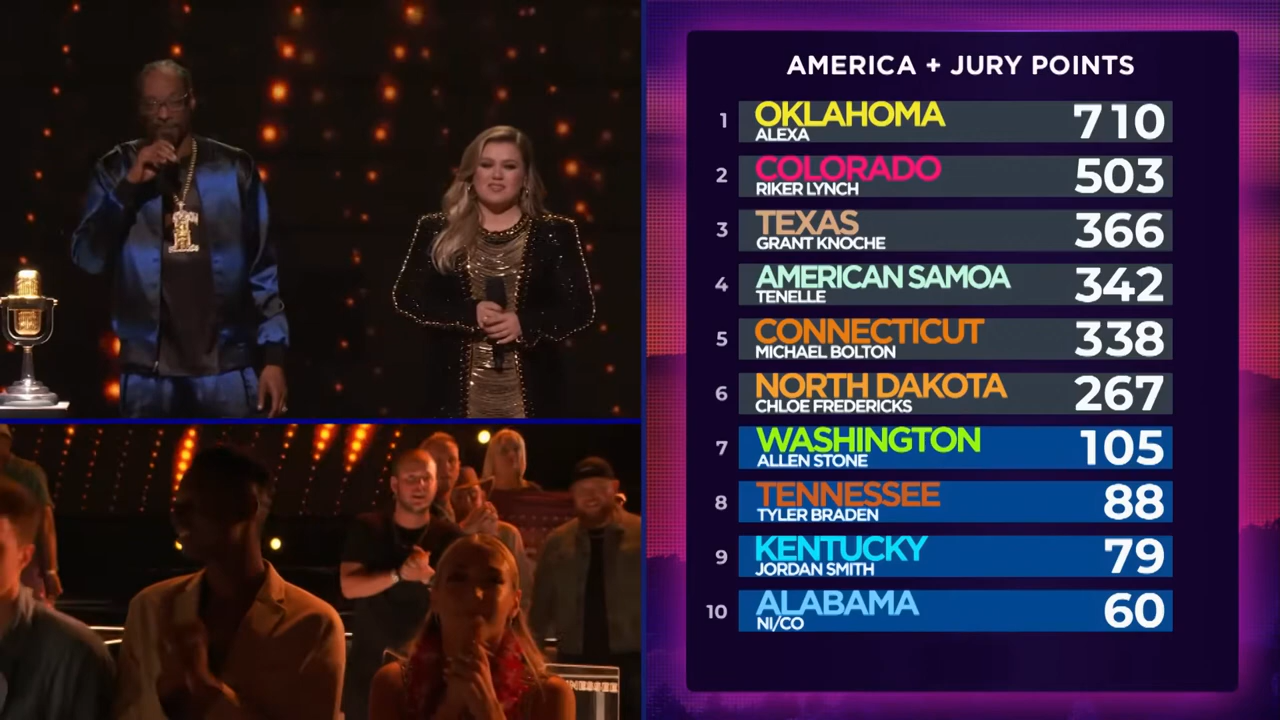 AMERICA + JURY POINTS
1 OKLAHOMA 710
ALEXA
2 COLORADO 503
RIKER LYNCH
3 TEXAS 366
GRANT KNOCHE
4 AMERICAN SAMOA 342
TENELLE
5 CONNECTICUT 338
MICHAEL BOLTON
6 NORTH DAKOTA 267
CHLOE FREDERICKS
7 WASHINGTON 105
ALLEN STONE
8 TENNESSEE 88
TYLER BRADEN
9 KENTUCKY 79
JORDAN SMITH
10 ALABAMA 60
NI/CO
NNESSEE